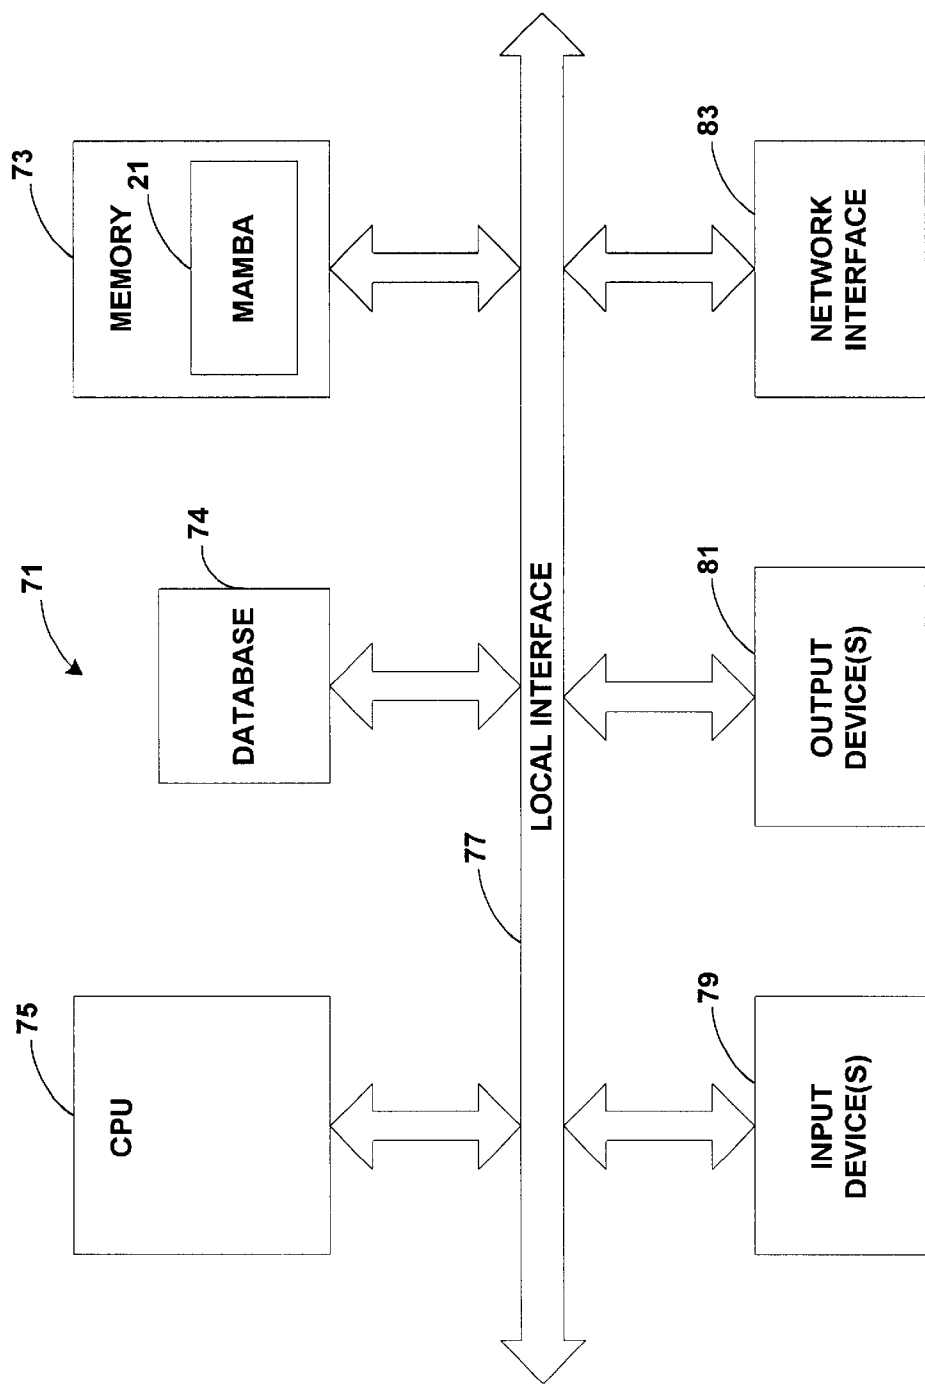 71
75
CPU
74
DATABASE
73
MEMORY
21
MAMBA
77
LOCAL INTERFACE
79
INPUT
DEVICE(S)
81
OUTPUT
DEVICE(S)
83
NETWORK
INTERFACE